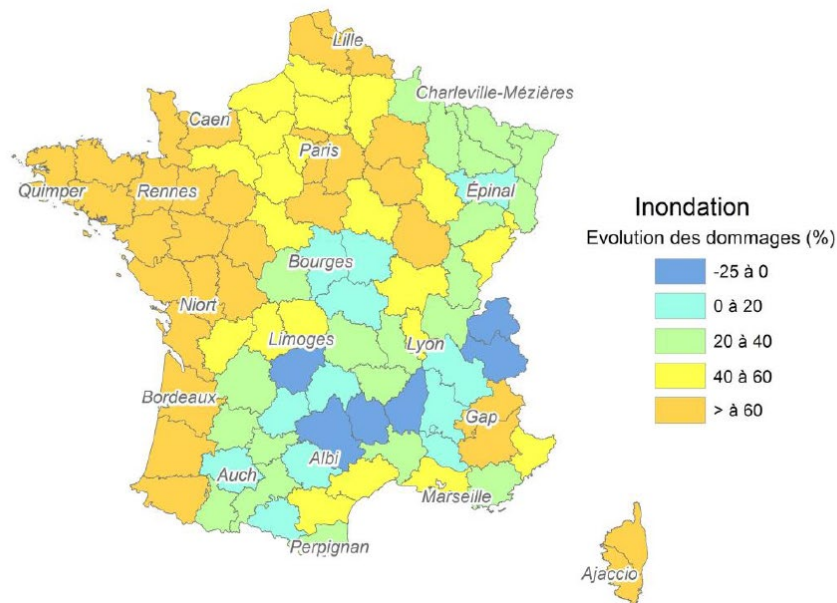 Lille
Charleville-Mézières
Caen
Paris
Quimper
Rennes
Épinal
Bourges
Niort
Limoges
Lyon
Bordeaux
Gap
Auch
Albi
Marseille
Perpignan
Ajaccio
Inondation
Evolution des dommages (%)
-25 à 0
0 à 20
20 à 40
40 à 60
> à 60